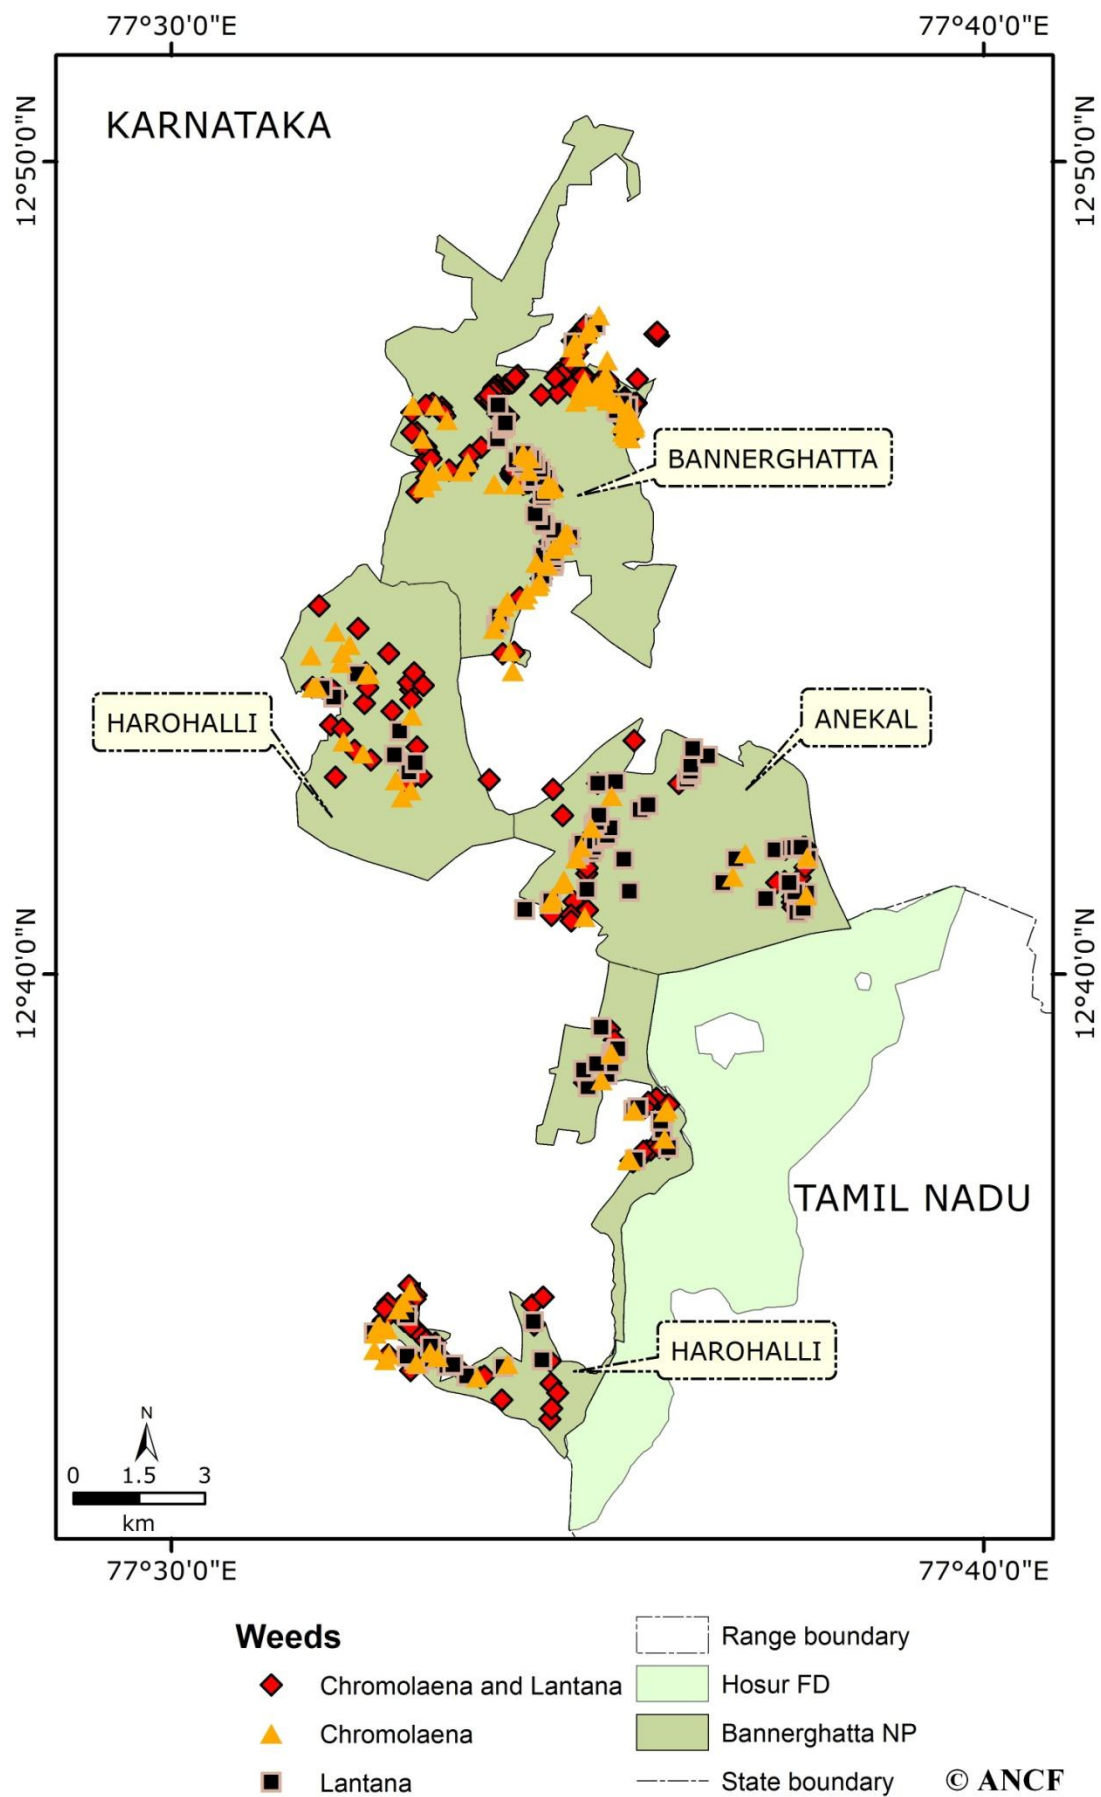 77°30'0"E 77°40'0"E
KARNATAKA
12°50'0"N 12°50'0"N
BANNERGHATTA
HAROHALLI
ANEKAL
12°40'0"N 12°40'0"N
TAMIL NADU
HAROHALLI
N
0 1.5 3
km
77°30'0"E 77°40'0"E
Weeds
Chromolaena and Lantana
Chromolaena
Lantana
Range boundary
Hosur FD
Bannerghatta NP
State boundary
© ANCF